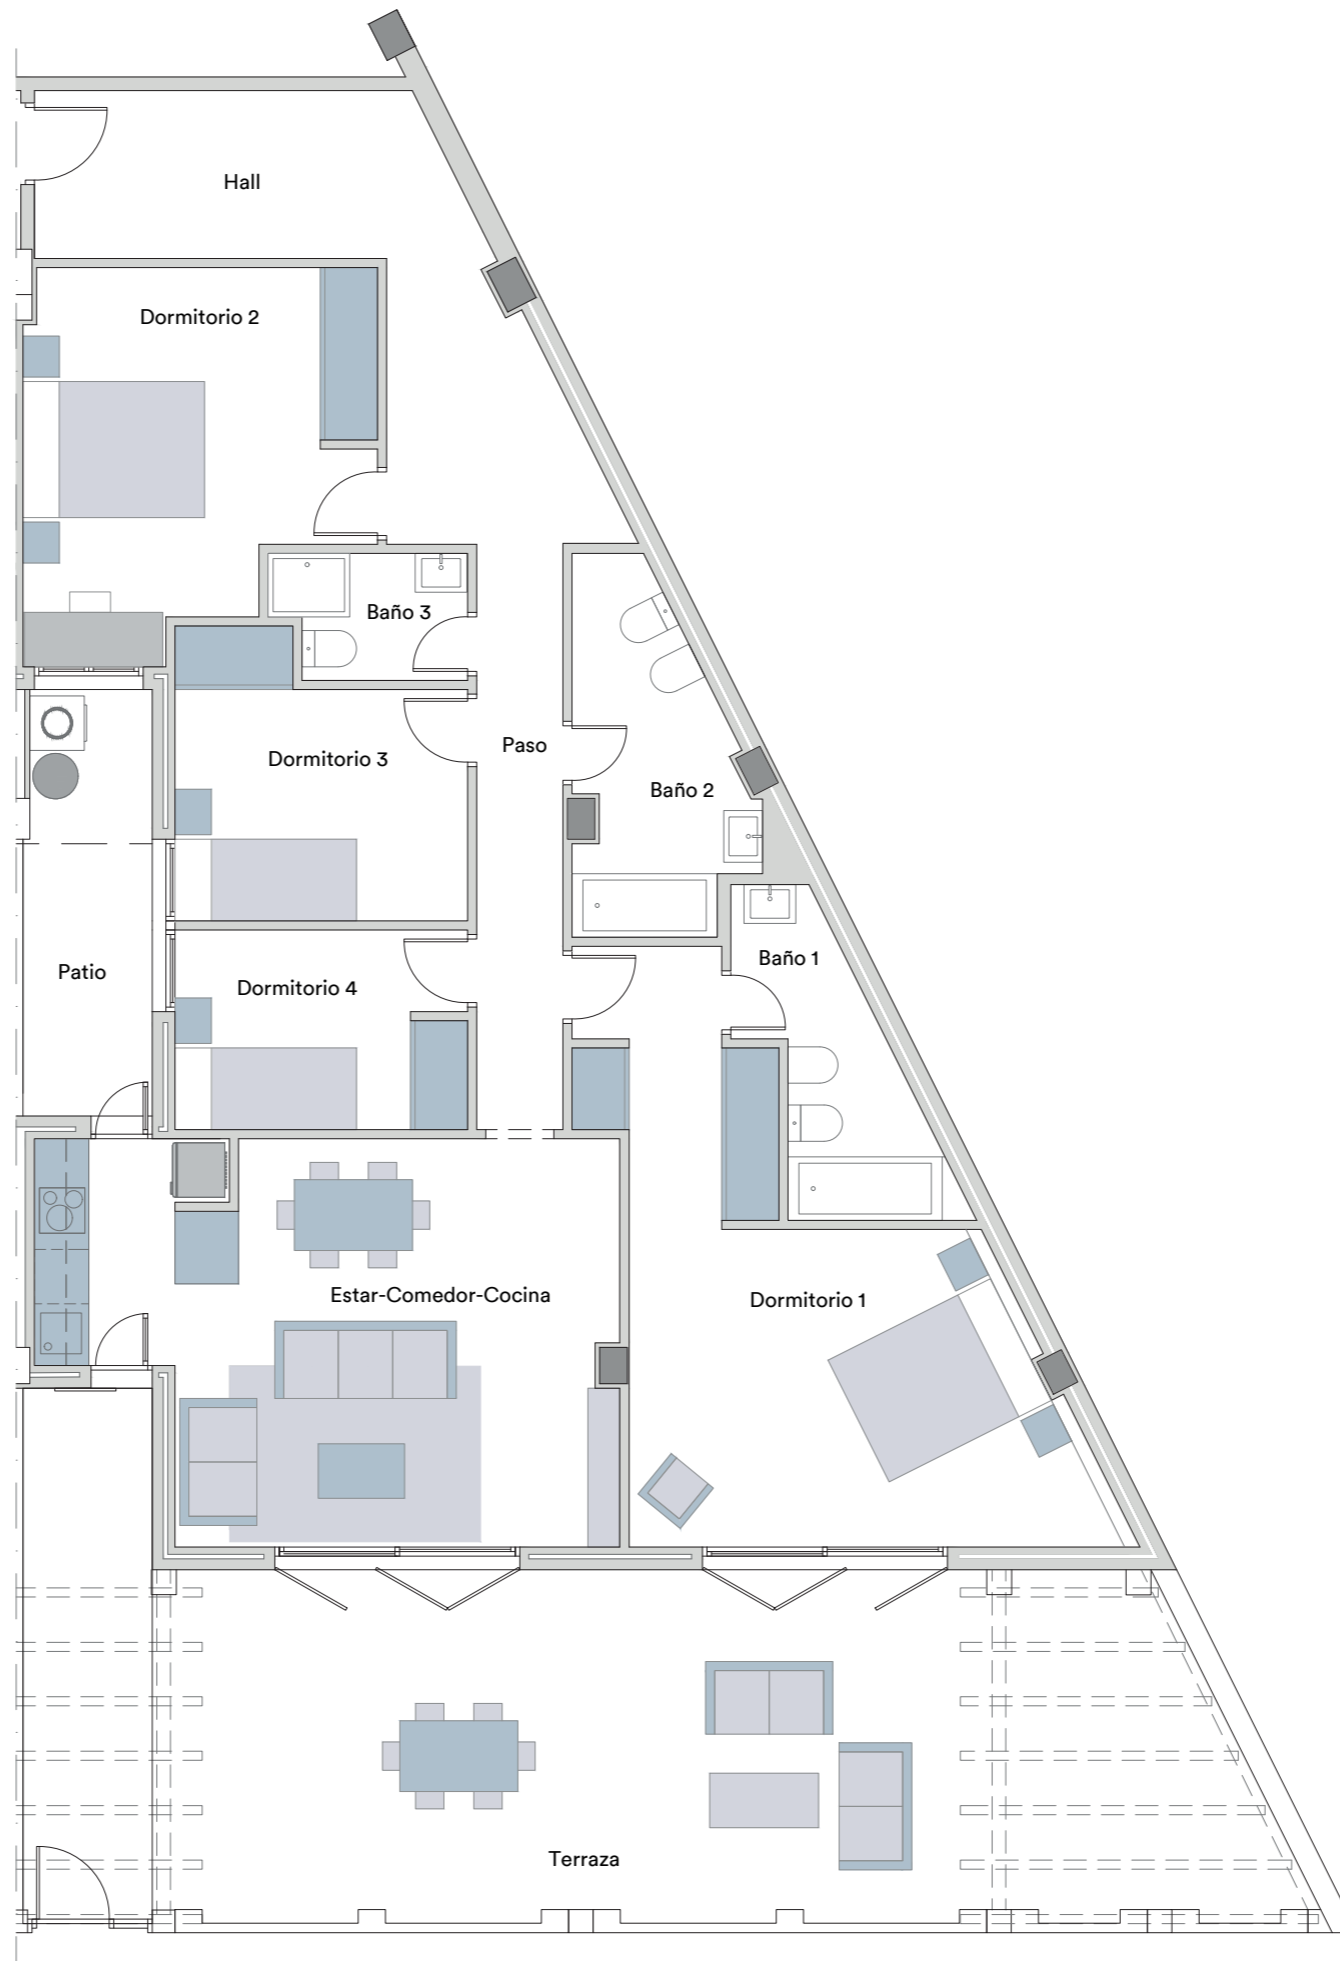 Hall
Dormitorio 2
Baño 3
Paso
Dormitorio 3
Baño 2
Baño 1
Patio
Dormitorio 4
Estar-Comedor-Cocina
Dormitorio 1
Terraza